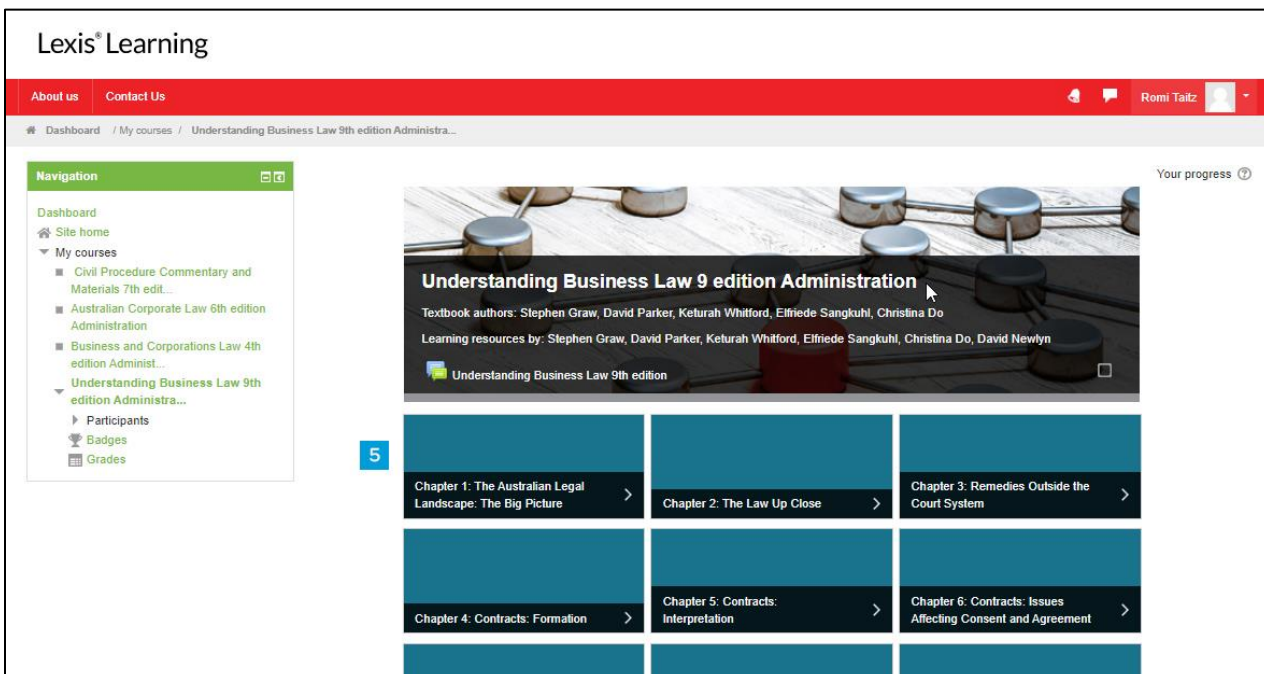 Lexis® Learning
About us Contact Us Romi Taitz
Dashboard / My courses / Understanding Business Law 9th edition Administra...
Navigation
Your progress
Dashboard
Site home
My courses
Civil Procedure Commentary and
Materials 7th edit...
Australian Corporate Law 6th edition
Administration
Business and Corporations Law 4th
edition Administ...
Understanding Business Law 9th
edition Administra...
Participants
Badges
Grades
Understanding Business Law 9 edition Administration
Textbook authors: Stephen Graw, David Parker, Keturah Whitford, Elfriede Sangkuhl, Christina Do
Learning resources by: Stephen Graw, David Parker, Keturah Whitford, Elfriede Sangkuhl, Christina Do, David Newlyn
Understanding Business Law 9th edition
5
Chapter 1: The Australian Legal
Landscape: The Big Picture
Chapter 2: The Law Up Close
Chapter 3: Remedies Outside the
Court System
Chapter 4: Contracts: Formation
Chapter 5: Contracts:
Interpretation
Chapter 6: Contracts: Issues
Affecting Consent and Agreement